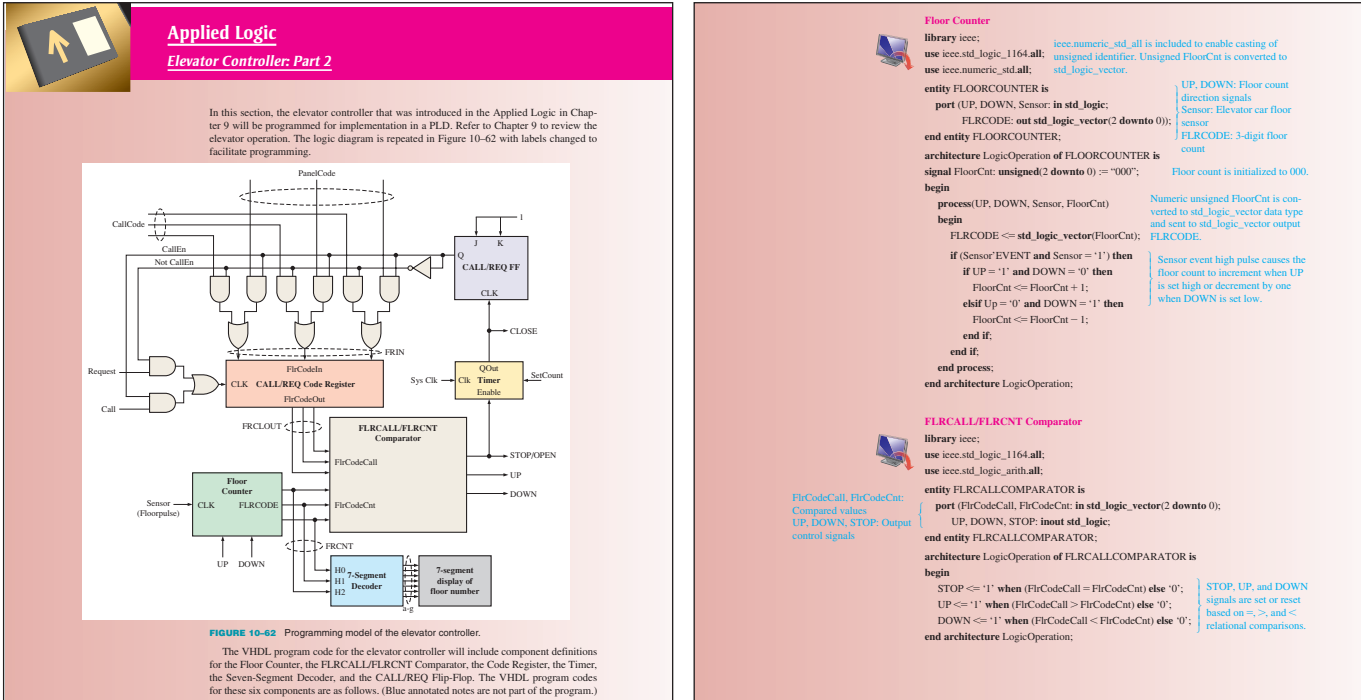 Applied Logic
Elevator Controller: Part 2
In this section, the elevator controller that was introduced in the Applied Logic in Chap-
ter 9 will be programmed for implementation in a PLD. Refer to Chapter 9 to review the
elevator operation. The logic diagram is repeated in Figure 10–62 with labels changed to
facilitate programming.
PanelCode
1
CallCode
J K
CallEn
Q
Not CallEn
CALL/REQ FF
CLK
CLOSE
FRIN
FlrCodeIn
Request
CLK CALL/REQ Code Register
FlrCodeOut
Call
QOut
Sys Clk
Clk Timer
SetCount
Enable
FRCLOUT
FLRCALL/FLRCNT
Comparator
FlrCodeCall
STOP/OPEN
UP
DOWN
Floor
Counter
Sensor
(Floorpulse)
CLK FLRCODE
FlrCodeCnt
FRCNT
UP DOWN
H0
H1
H2
7-Segment
Decoder
a-g
7-segment
display of
floor number
FIGURE 10–62 Programming model of the elevator controller.
The VHDL program code for the elevator controller will include component definitions
for the Floor Counter, the FLRCALL/FLRCNT Comparator, the Code Register, the Timer,
the Seven-Segment Decoder, and the CALL/REQ Flip-Flop. The VHDL program codes
for these six components are as follows. (Blue annotated notes are not part of the program.)
Floor Counter
library ieee;
use ieee.std_logic_1164.all;
use ieee.numeric_std.all;
ieee.numeric_std_all is included to enable casting of
unsigned identifier. Unsigned FloorCnt is converted to
std_logic_vector.
entity FLOORCOUNTER is
port (UP, DOWN, Sensor: in std_logic;
FLRCODE: out std_logic_vector(2 downto 0));
end entity FLOORCOUNTER;
UP, DOWN: Floor count
direction signals
Sensor: Elevator car floor
sensor
FLRCODE: 3-digit floor
count
architecture LogicOperation of FLOORCOUNTER is
signal FloorCnt: unsigned(2 downto 0) := “000”;
Floor count is initialized to 000.
begin
process(UP, DOWN, Sensor, FloorCnt)
begin
FLRCODE <= std_logic_vector(FloorCnt);
Numeric unsigned FloorCnt is con-
verted to std_logic_vector data type
and sent to std_logic_vector output
FLRCODE.
if (Sensor’EVENT and Sensor = ‘1’) then
if UP = ‘1’ and DOWN = ‘0’ then
FloorCnt <= FloorCnt + 1;
elsif Up = ‘0’ and DOWN = ‘1’ then
FloorCnt <= FloorCnt − 1;
end if;
end if;
end process;
end architecture LogicOperation;
Sensor event high pulse causes the
floor count to increment when UP
is set high or decrement by one
when DOWN is set low.
FLRCALL/FLRCNT Comparator
library ieee;
use ieee.std_logic_1164.all;
use ieee.std_logic_arith.all;
entity FLRCALLCOMPARATOR is
port (FlrCodeCall, FlrCodeCnt: in std_logic_vector(2 downto 0);
UP, DOWN, STOP: inout std_logic;
end entity FLRCALLCOMPARATOR;
FlrCodeCall, FlrCodeCnt:
Compared values
UP, DOWN, STOP: Output
control signals
architecture LogicOperation of FLRCALLCOMPARATOR is
begin
STOP <= ‘1’ when (FlrCodeCall = FlrCodeCnt) else ‘0’;
UP <= ‘1’ when (FlrCodeCall > FlrCodeCnt) else ‘0’;
DOWN <= ‘1’ when (FlrCodeCall < FlrCodeCnt) else ‘0’;
end architecture LogicOperation;
STOP, UP, and DOWN
signals are set or reset
based on =, >, and <
relational comparisons.